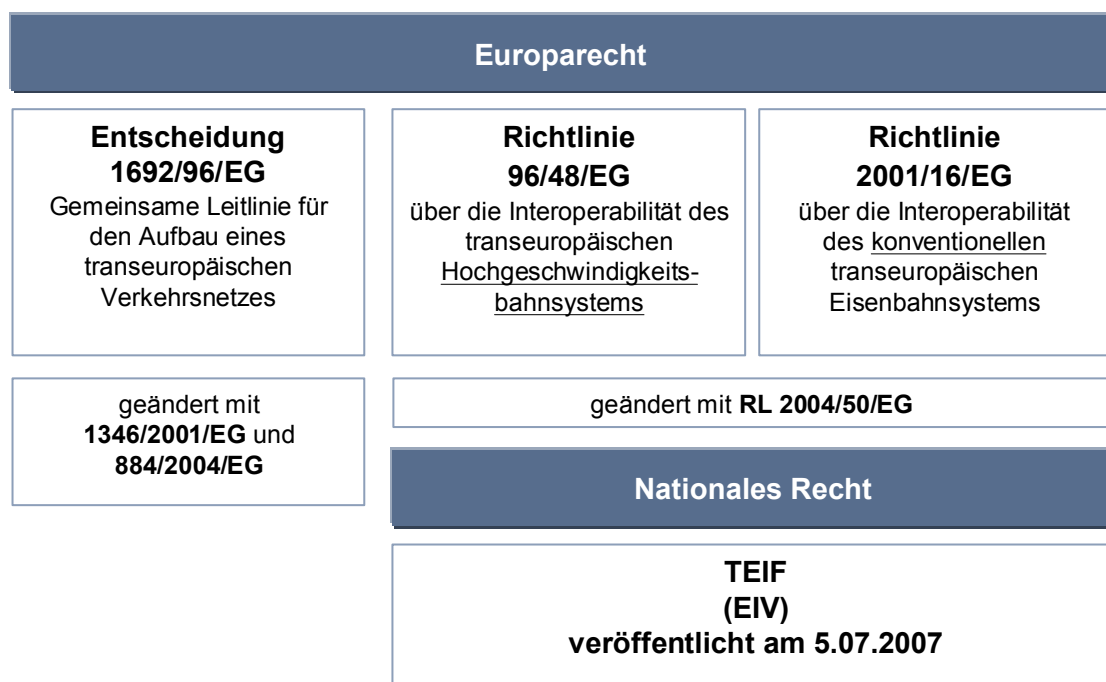 Europarecht
Entscheidung
1692/96/EG
Gemeinsame Leitlinie für
den Aufbau eines
transeuropäischen
Verkehrsnetzes
Richtlinie
96/48/EG
über die Interoperabilität des
transeuropäischen
Hochgeschwindigkeits-
bahnsystems
Richtlinie
2001/16/EG
über die Interoperabilität
des konventionellen
transeuropäischen
Eisenbahnsystems
geändert mit
1346/2001/EG und
884/2004/EG
geändert mit RL 2004/50/EG
Nationales Recht
TEIF
(EIV)
veröffentlicht am 5.07.2007